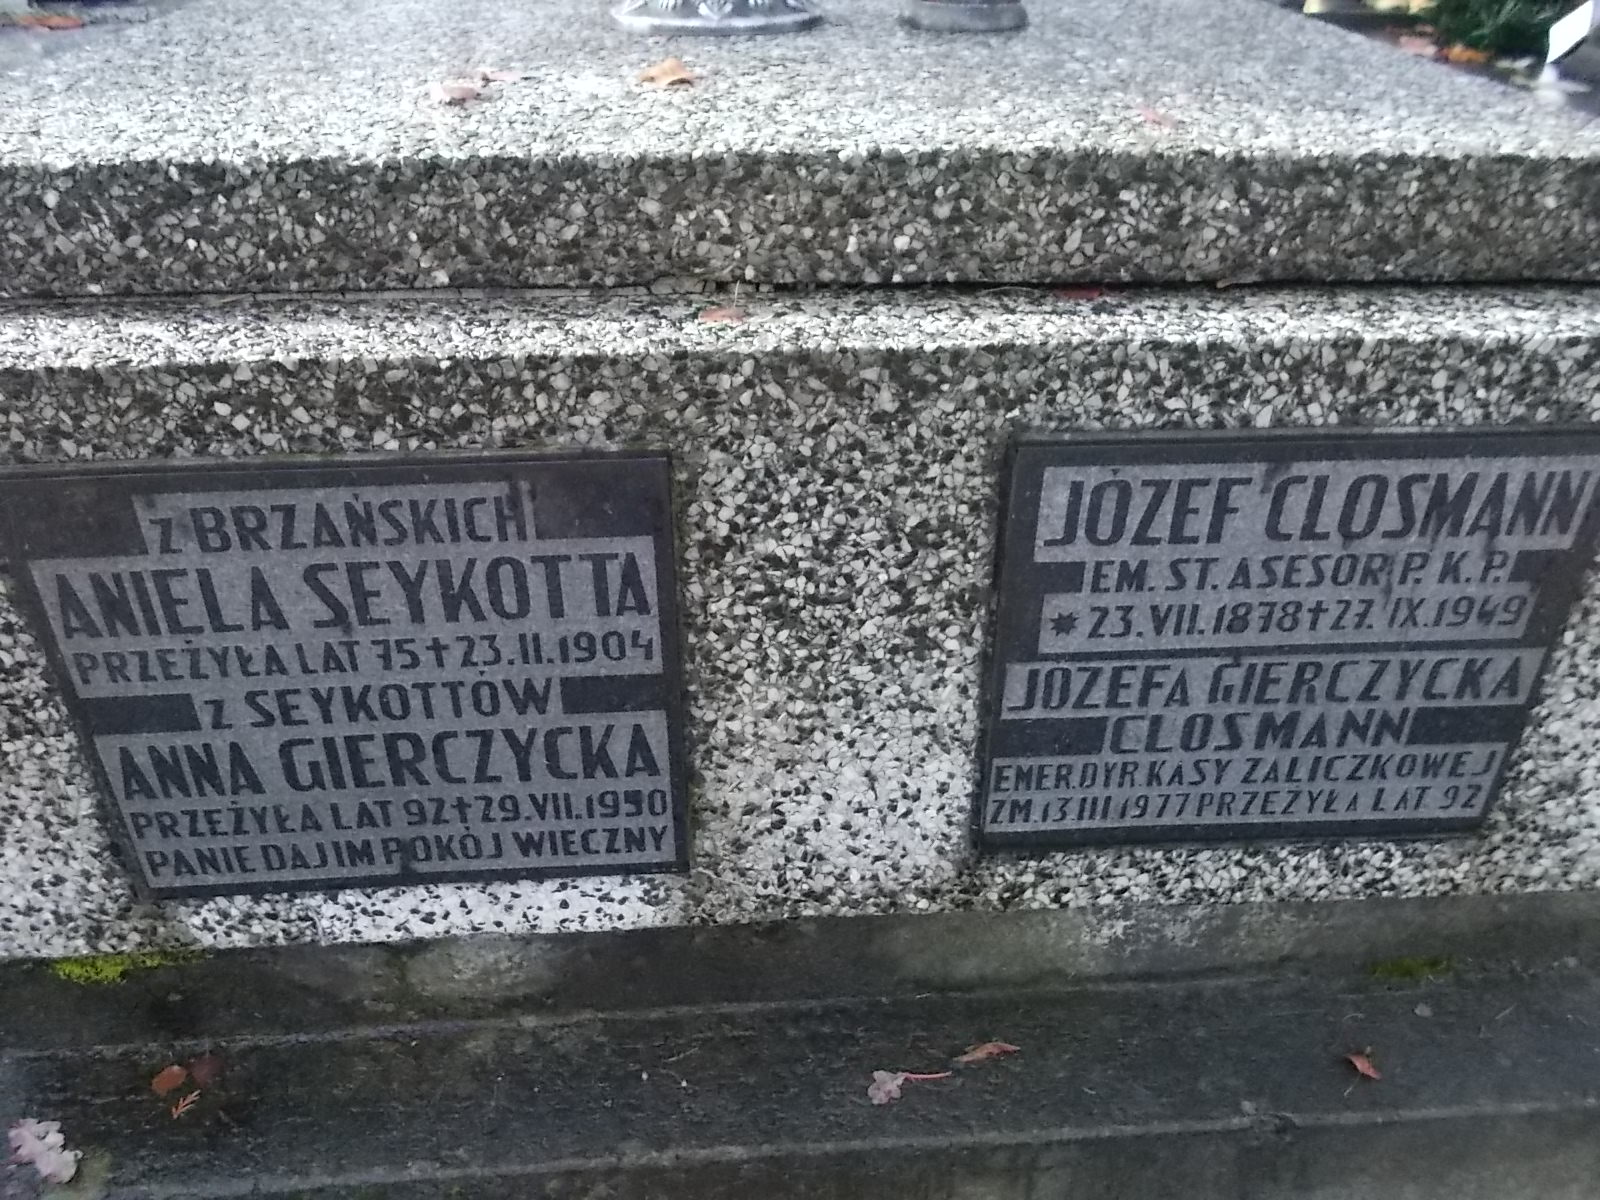 z BRZAŃSKICH
ANIELA SEYKOTTA
PRZEŻYŁA LAT 75 † 23.II.1904
z SEYKOTTÓW
ANNA GIERCZYCKA
PRZEŻYŁA LAT 92 † 29.VII.1950
PANIE DAJ IM POKÓJ WIECZNY
JÓZEF CLOSMANN
EM. ST. ASESOR P. K. P.
* 23.VII.1878 † 27.IX.1949
JÓZEFA GIERCZYCKA
CLOSMANN
EMER.DYR.KASY ZALICZKOWEJ
ZM.13.III.1977 PRZEŻYŁA LAT 92